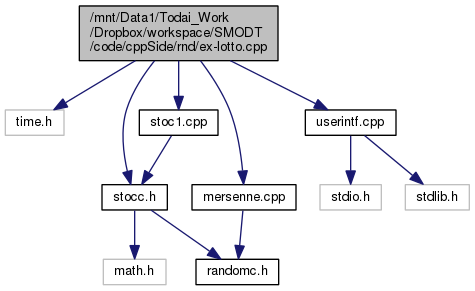 /mnt/Data1/Todai_Work
/Dropbox/workspace/SMODT
/code/cppSide/rnd/ex-lotto.cpp
time.h
stoc1.cpp
userintf.cpp
stocc.h
mersenne.cpp
stdio.h
stdlib.h
math.h
randomc.h